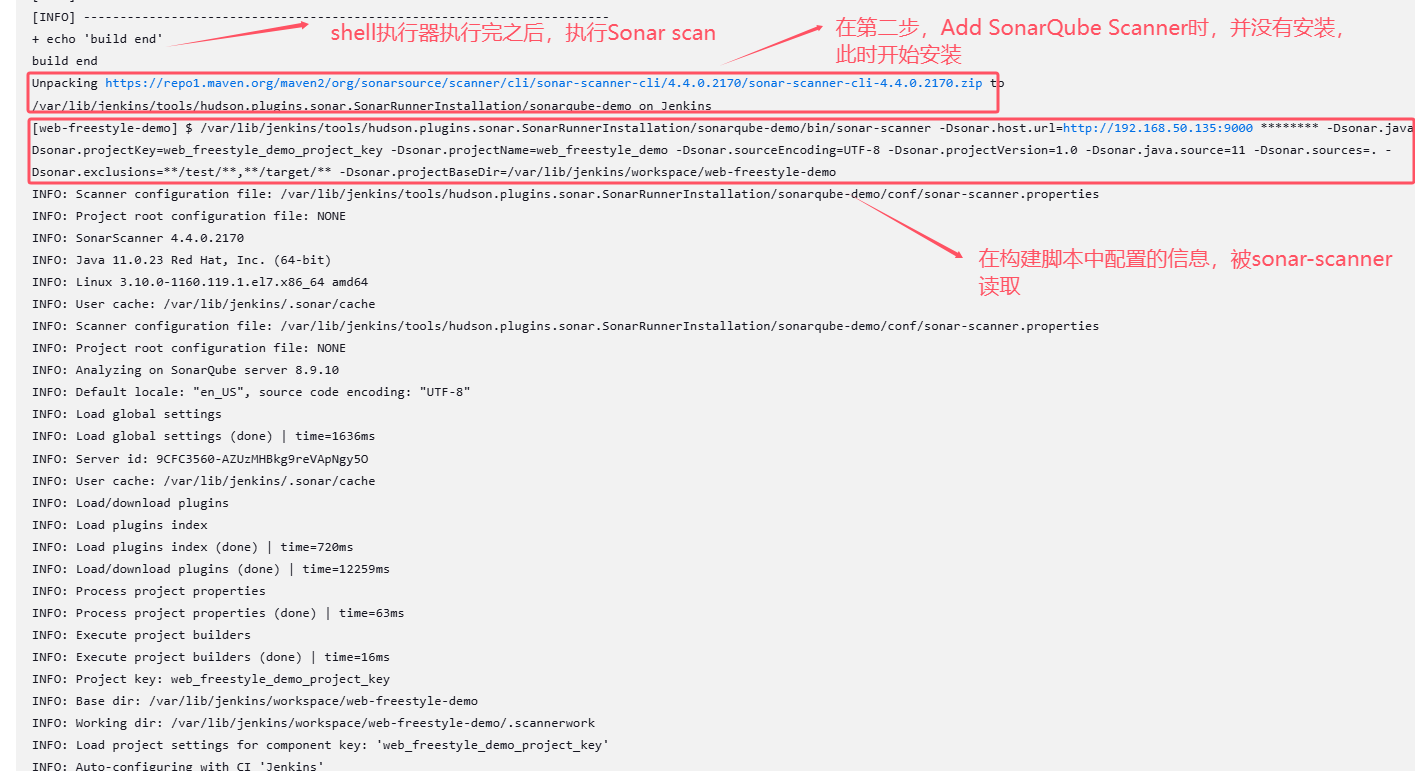 [INFO] ------------------------------------------------------------------------
+ echo 'build end'
shell执行器执行完之后，执行Sonar scan
在第二步，Add SonarQube Scanner时，并没有安装，
此时开始安装
build end
Unpacking https://repo1.maven.org/maven2/org/sonarsource/scanner/cli/sonar-scanner-cli/4.4.0.2170/sonar-scanner-cli-4.4.0.2170.zip to
/var/lib/jenkins/tools/hudson.plugins.sonar.SonarRunnerInstallation/sonarqube-demo on Jenkins
[web-freestyle-demo] $ /var/lib/jenkins/tools/hudson.plugins.sonar.SonarRunnerInstallation/sonarqube-demo/bin/sonar-scanner -Dsonar.host.url=http://192.168.50.135:9000 ******** -Dsonar.java
Dsonar.projectKey=web_freestyle_demo_project_key -Dsonar.projectName=web_freestyle_demo -Dsonar.sourceEncoding=UTF-8 -Dsonar.projectVersion=1.0 -Dsonar.java.source=11 -Dsonar.sources=. -
Dsonar.exclusions=**/test/**,**/target/** -Dsonar.projectBaseDir=/var/lib/jenkins/workspace/web-freestyle-demo
INFO: Scanner configuration file: /var/lib/jenkins/tools/hudson.plugins.sonar.SonarRunnerInstallation/sonarqube-demo/conf/sonar-scanner.properties
INFO: Project root configuration file: NONE
INFO: SonarScanner 4.4.0.2170
INFO: Java 11.0.23 Red Hat, Inc. (64-bit)
在构建脚本中配置的信息，被sonar-scanner
读取
INFO: Linux 3.10.0-1160.119.1.el7.x86_64 amd64
INFO: User cache: /var/lib/jenkins/.sonar/cache
INFO: Scanner configuration file: /var/lib/jenkins/tools/hudson.plugins.sonar.SonarRunnerInstallation/sonarqube-demo/conf/sonar-scanner.properties
INFO: Project root configuration file: NONE
INFO: Analyzing on SonarQube server 8.9.10
INFO: Default locale: "en_US", source code encoding: "UTF-8"
INFO: Load global settings
INFO: Load global settings (done) | time=1636ms
INFO: Server id: 9CFC3560-AZUzMHBkg9reVApNgy5O
INFO: User cache: /var/lib/jenkins/.sonar/cache
INFO: Load/download plugins
INFO: Load plugins index
INFO: Load plugins index (done) | time=720ms
INFO: Load/download plugins (done) | time=12259ms
INFO: Process project properties
INFO: Process project properties (done) | time=63ms
INFO: Execute project builders
INFO: Execute project builders (done) | time=16ms
INFO: Project key: web_freestyle_demo_project_key
INFO: Base dir: /var/lib/jenkins/workspace/web-freestyle-demo
INFO: Working dir: /var/lib/jenkins/workspace/web-freestyle-demo/.scannerwork
INFO: Load project settings for component key: 'web_freestyle_demo_project_key'
INFO: Auto-configuring with CI 'Jenkins'